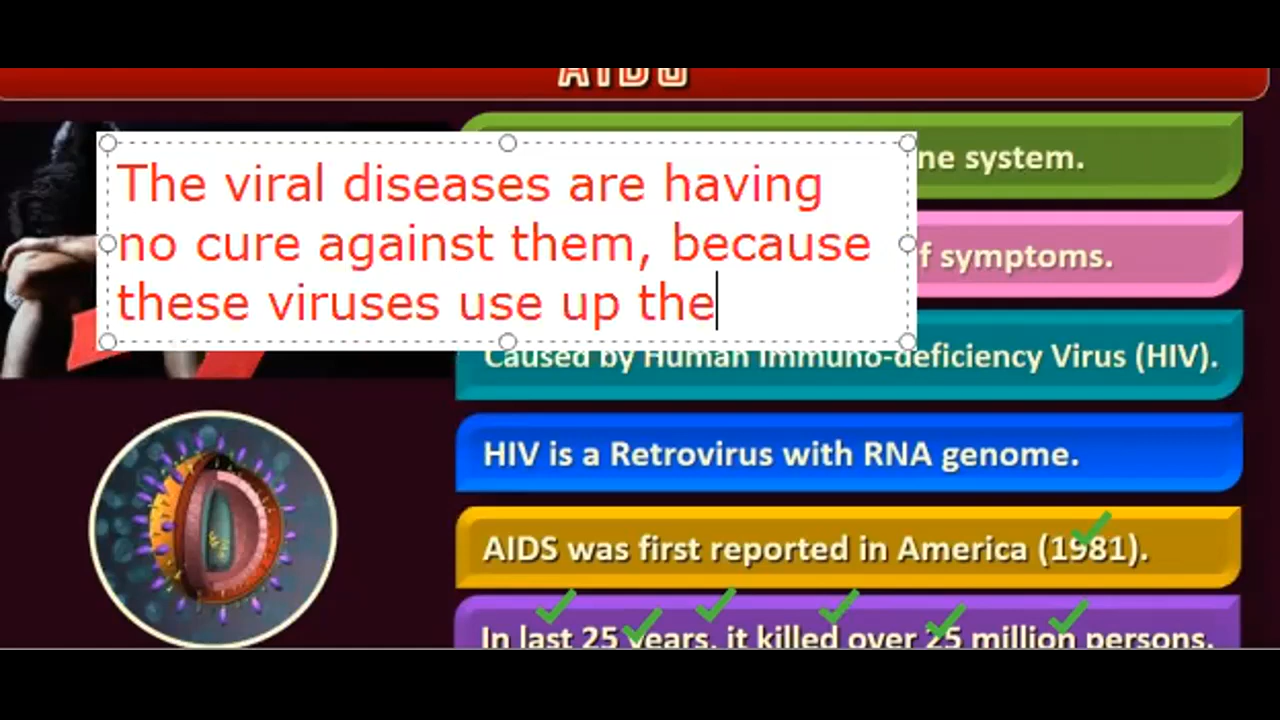 AIDS
The viral diseases are having
no cure against them, because
these viruses use up the
ne system.
f symptoms.
Caused by Human Immuno-deficiency Virus (HIV).
HIV is a Retrovirus with RNA genome.
AIDS was first reported in America (1981).
In last 25 years, it killed over 25 million persons.